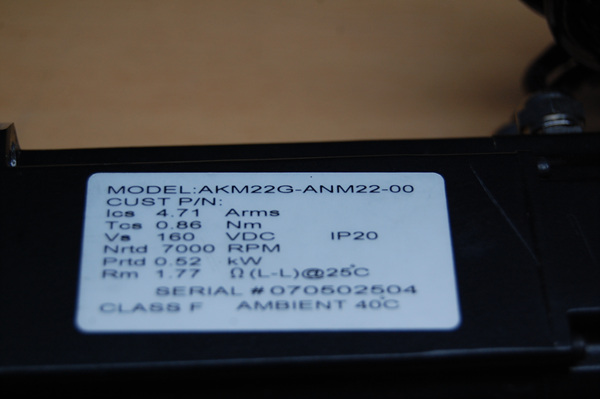 MODEL:AKM22G-ANM22-00
CUST P/N:
Ics 4.71 Arms
Tcs 0.86 Nm
Vs 160 VDC IP20
Nrtd 7000 RPM
Prtd 0.52 kW
Rm 1.77 Ω(L-L)@25°C
SERIAL #070502504
CLASS F AMBIENT 40°C